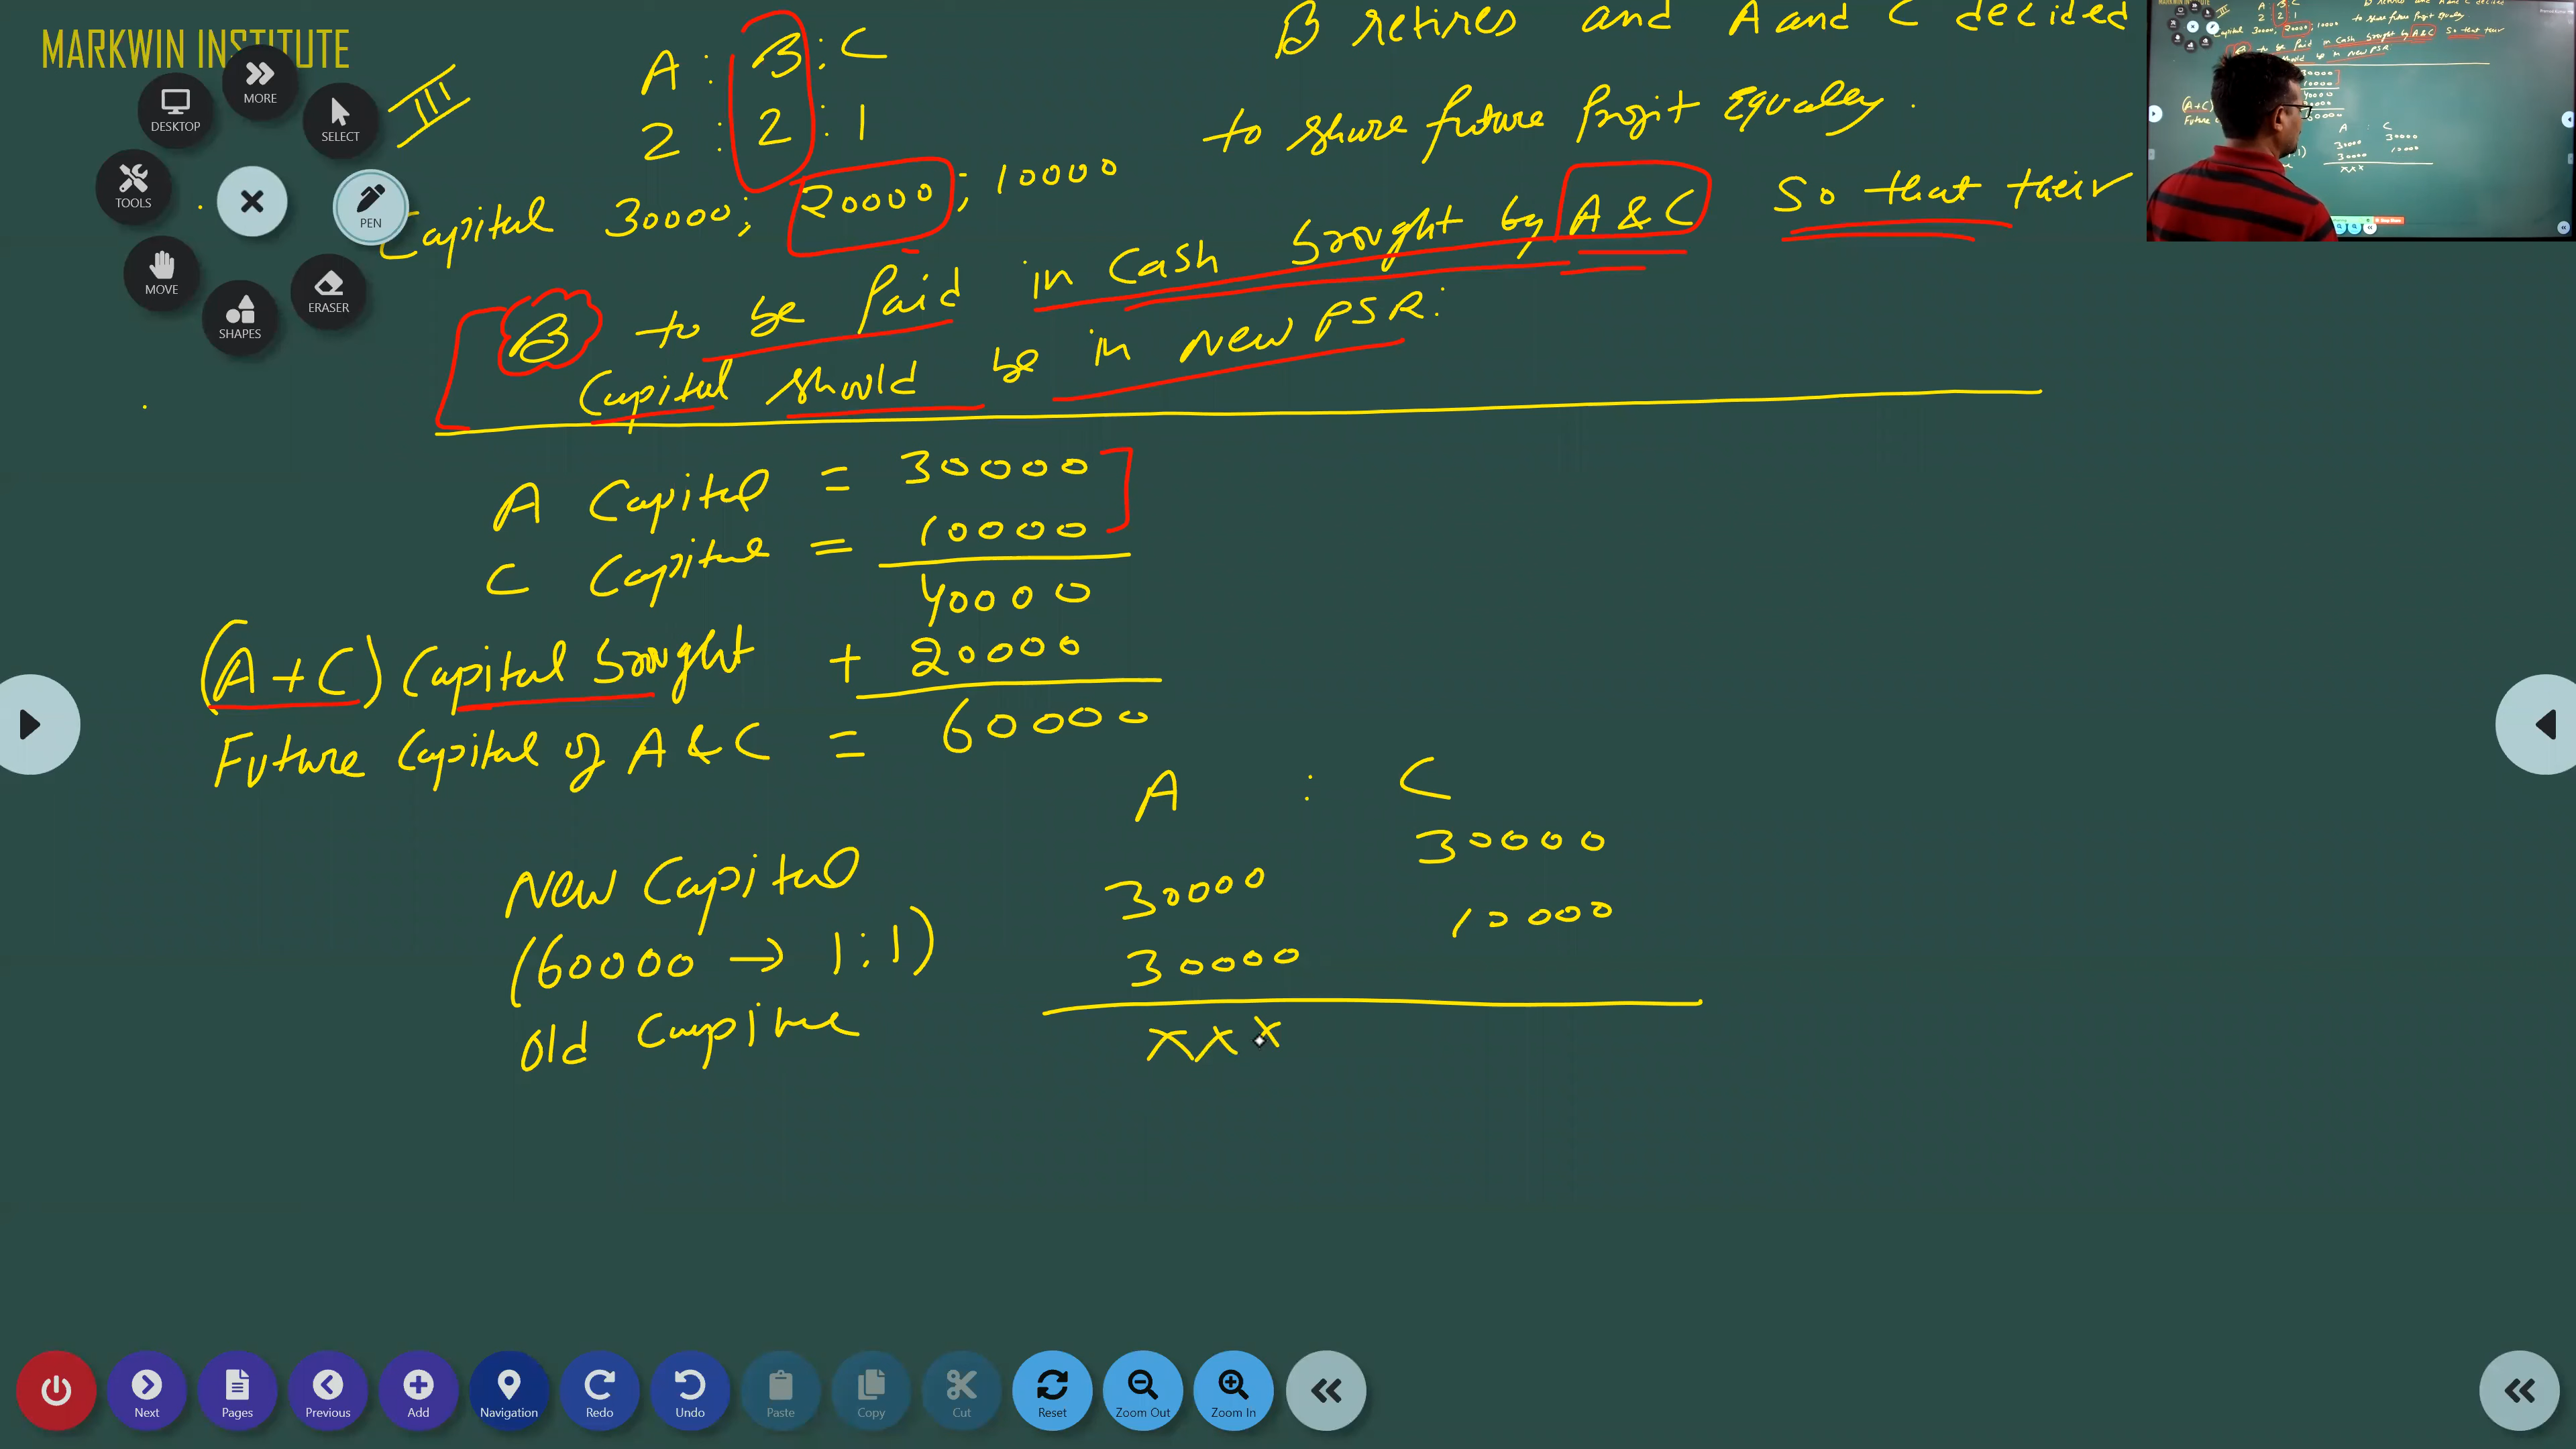 MARKWIN INSTITUTE
MORE
DESKTOP
SELECT
TOOLS
PEN
MOVE
ERASER
SHAPES
III
A : B : C
2 : 2 : 1
Capital 30000; 20000; 10000
B retires and A and C decided
to share future Profit Equaley.
B to be Paid in Cash brought by A & C So that their
Capital should be in New PSR:
A Capital = 30000
C Capital = 10000
40000
(A+C) Capital brought + 20000
Future Capital of A & C = 60000
A : C
New Capital 30000 30000
(60000 → 1:1)
Old Capital 30000 10000
xxx
Next
Pages
Previous
Add
Navigation
Redo
Undo
Paste
Copy
Cut
Reset
Zoom Out
Zoom In